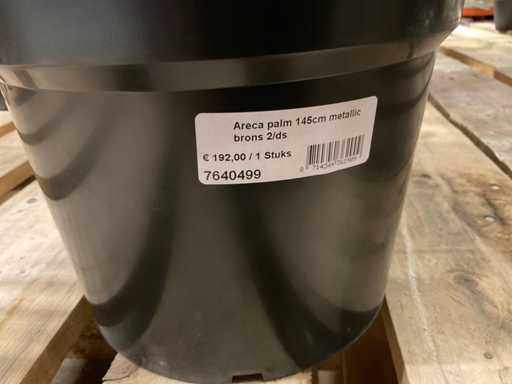 Areca palm 145cm metallic
brons 2/ds
€ 192,00 / 1 Stuks
7640499